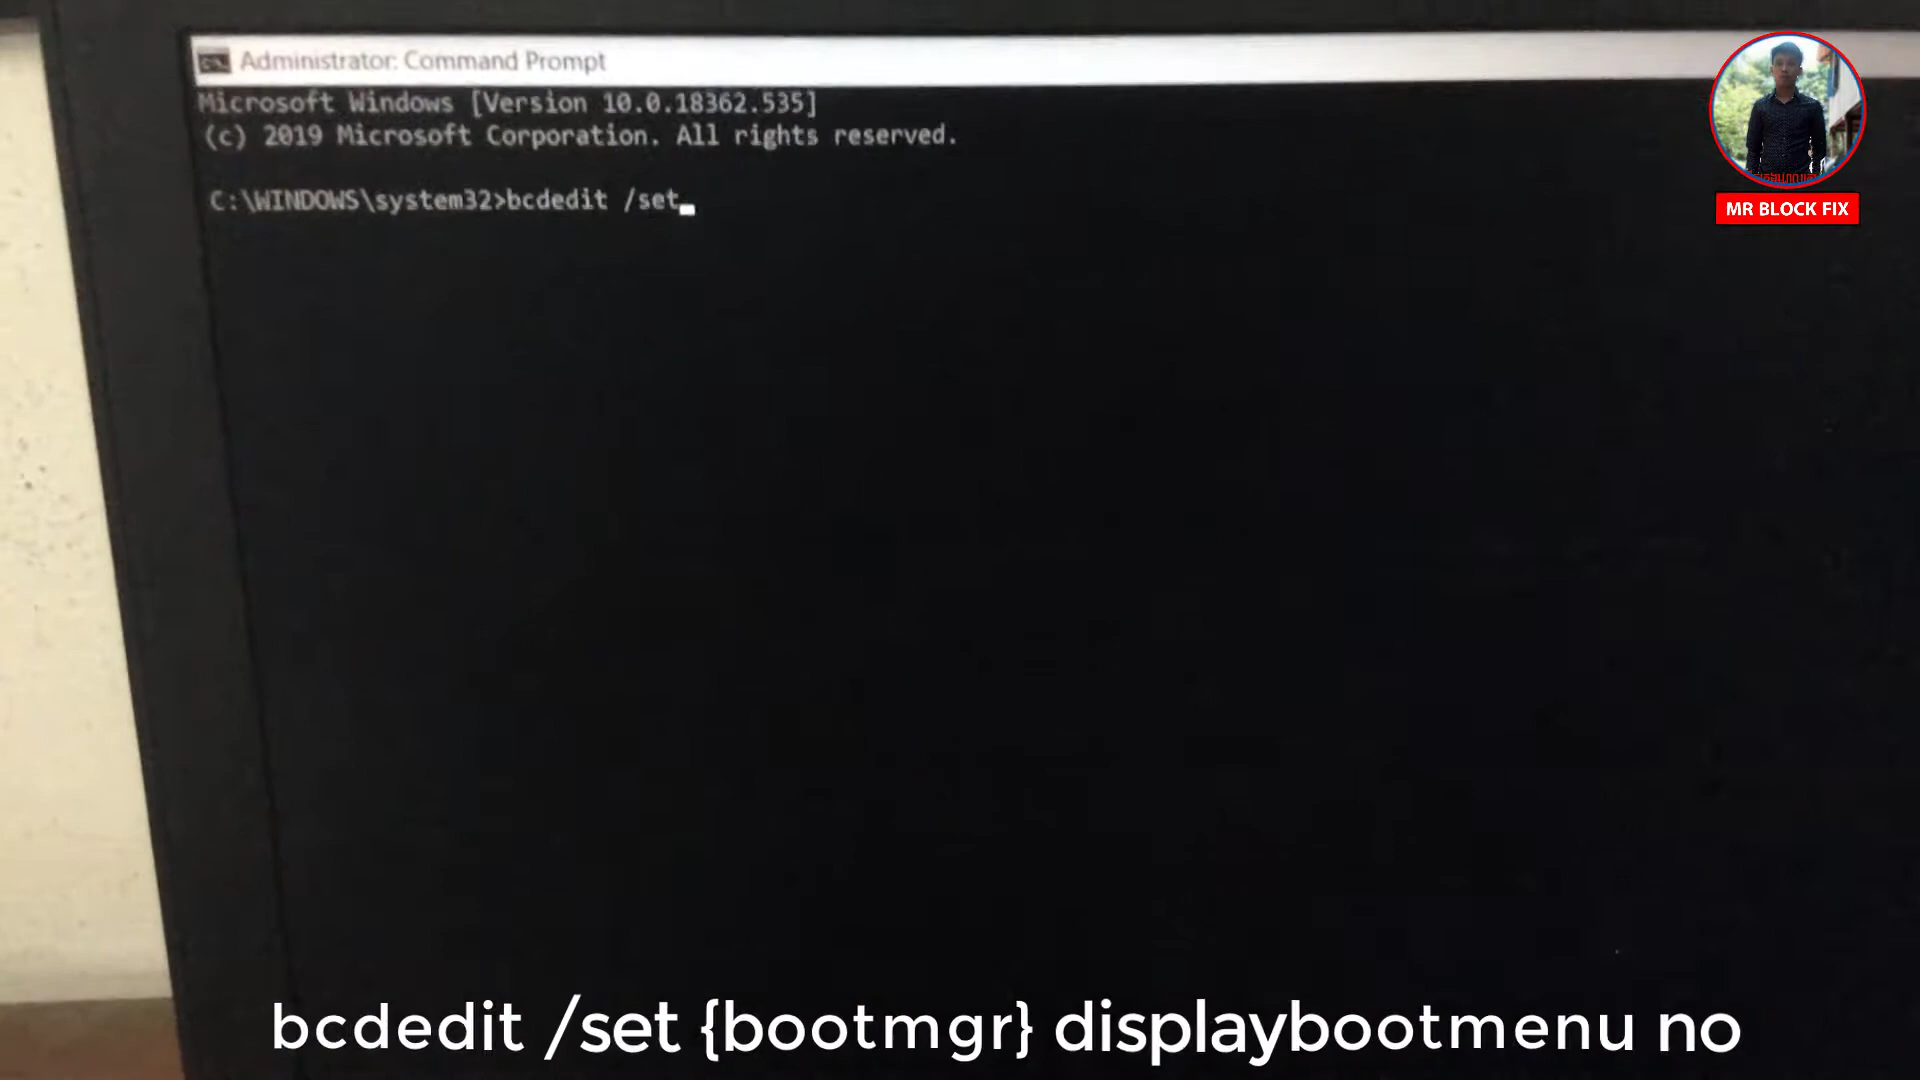 Administrator: Command Prompt
Microsoft Windows [Version 10.0.18362.535]
(c) 2019 Microsoft Corporation. All rights reserved.
C:\WINDOWS\system32>bcdedit /set
MR BLOCK FIX
bcdedit /set {bootmgr} displaybootmenu no